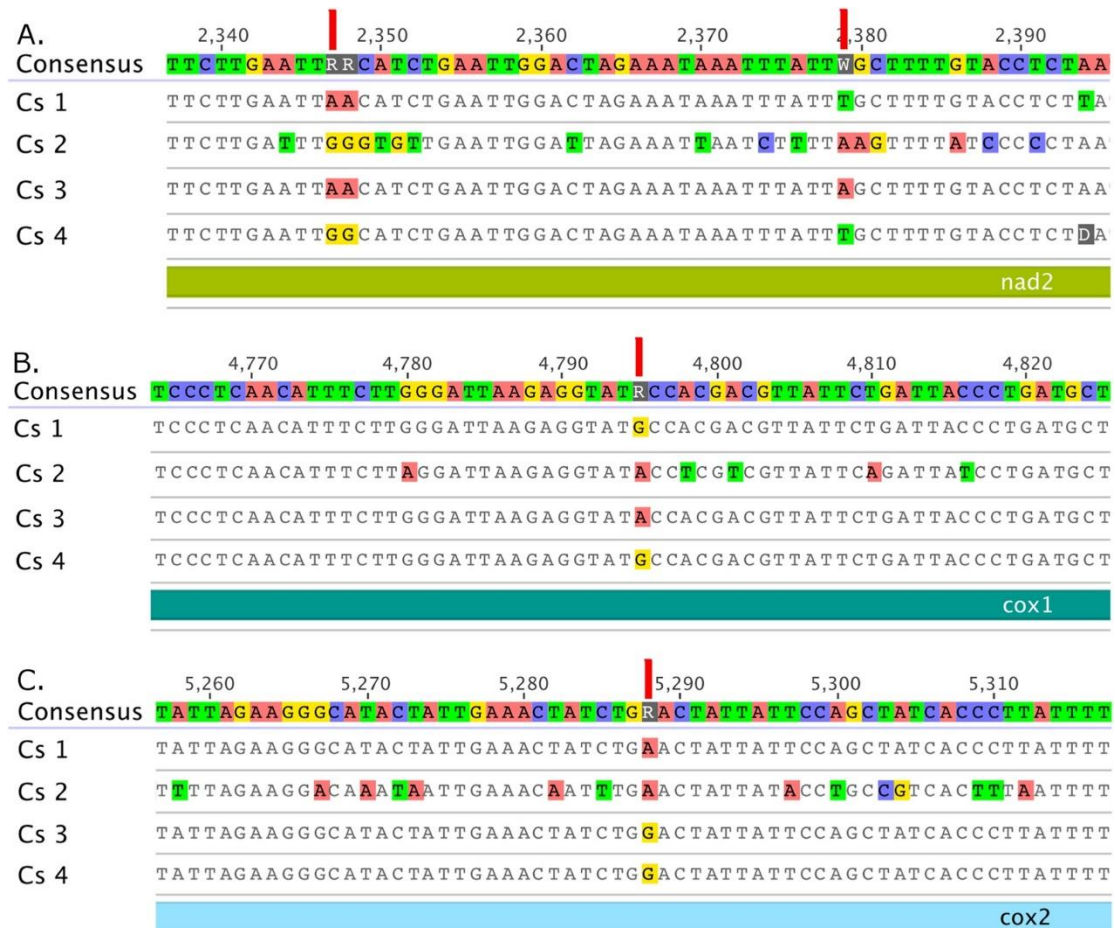 A.
2,340 2,350 2,360 2,370 2,380 2,390
Consensus TTCTTGAATTRRCATCTGAATTGGACTAGAAATAAATTTATTWGCTTTTGTACCTCTAA
Cs 1 TTCTTGAATTAACATCTGAATTGGACTAGAAATAAATTTATTTGCTTTTGTACCTCTTA
Cs 2 TTCTTGATTTGGGTGTTGAATTGGATTAGAAATTAATCTTTTAAGTTTTATCCCCCTAA
Cs 3 TTCTTGAATTAACATCTGAATTGGACTAGAAATAAATTTATTAGCTTTTGTACCTCTAA
Cs 4 TTCTTGAATTGGCATCTGAATTGGACTAGAAATAAATTTATTTGCTTTTGTACCTCTDA
nad2
B.
4,770 4,780 4,790 4,800 4,810 4,820
Consensus TCCCTCAACATTTCTTGGGATTAAGAGGTATRCCACGACGTTATTCTGATTACCCTGATGCT
Cs 1 TCCCTCAACATTTCTTGGGATTAAGAGGTATGCCACGACGTTATTCTGATTACCCTGATGCT
Cs 2 TCCCTCAACATTTCTTAGGATTAAGAGGTATACCTCGTCGTTATTCAGATTATCCTGATGCT
Cs 3 TCCCTCAACATTTCTTGGGATTAAGAGGTATACCACGACGTTATTCTGATTACCCTGATGCT
Cs 4 TCCCTCAACATTTCTTGGGATTAAGAGGTATGCCACGACGTTATTCTGATTACCCTGATGCT
cox1
C.
5,260 5,270 5,280 5,290 5,300 5,310
Consensus TATTAGAAGGGCATACTATTGAAACTATCTGRACTATTATTCCAGCTATCACCCTTATTTT
Cs 1 TATTAGAAGGGCATACTATTGAAACTATCTGAACTATTATTCCAGCTATCACCCTTATTTT
Cs 2 TTTTAGAAGGACAAATAATTGAAACAATTTGAACTATTATACCTGCCGTCACTTTAATTTT
Cs 3 TATTAGAAGGGCATACTATTGAAACTATCTGGACTATTATTCCAGCTATCACCCTTATTTT
Cs 4 TATTAGAAGGGCATACTATTGAAACTATCTGGACTATTATTCCAGCTATCACCCTTATTTT
cox2